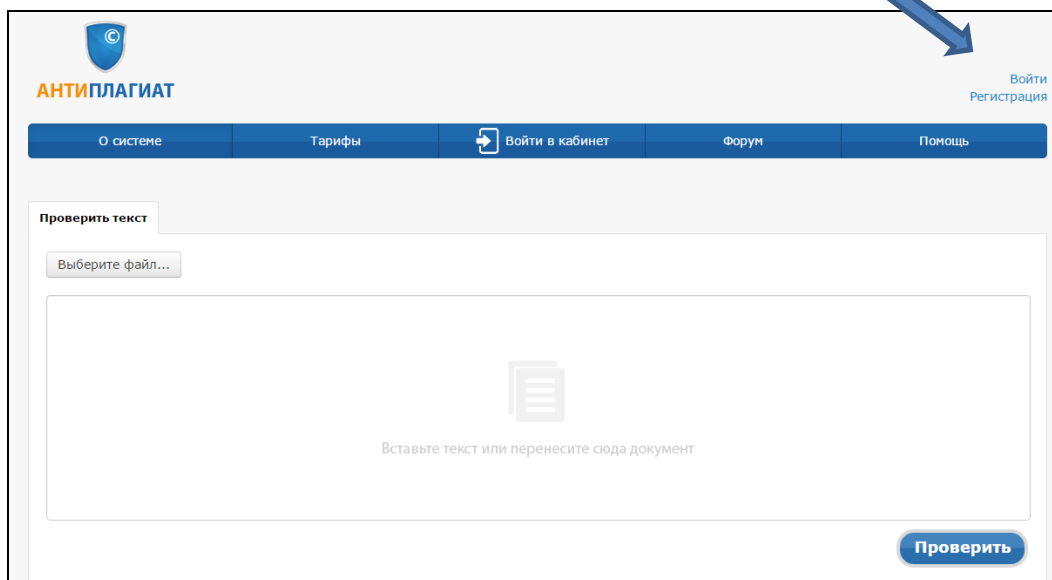 ©
АНТИПЛАГИАТ
Войти
Регистрация
О системе Тарифы Войти в кабинет Форум Помощь
Проверить текст
Выберите файл...
Вставьте текст или перенесите сюда документ
Проверить